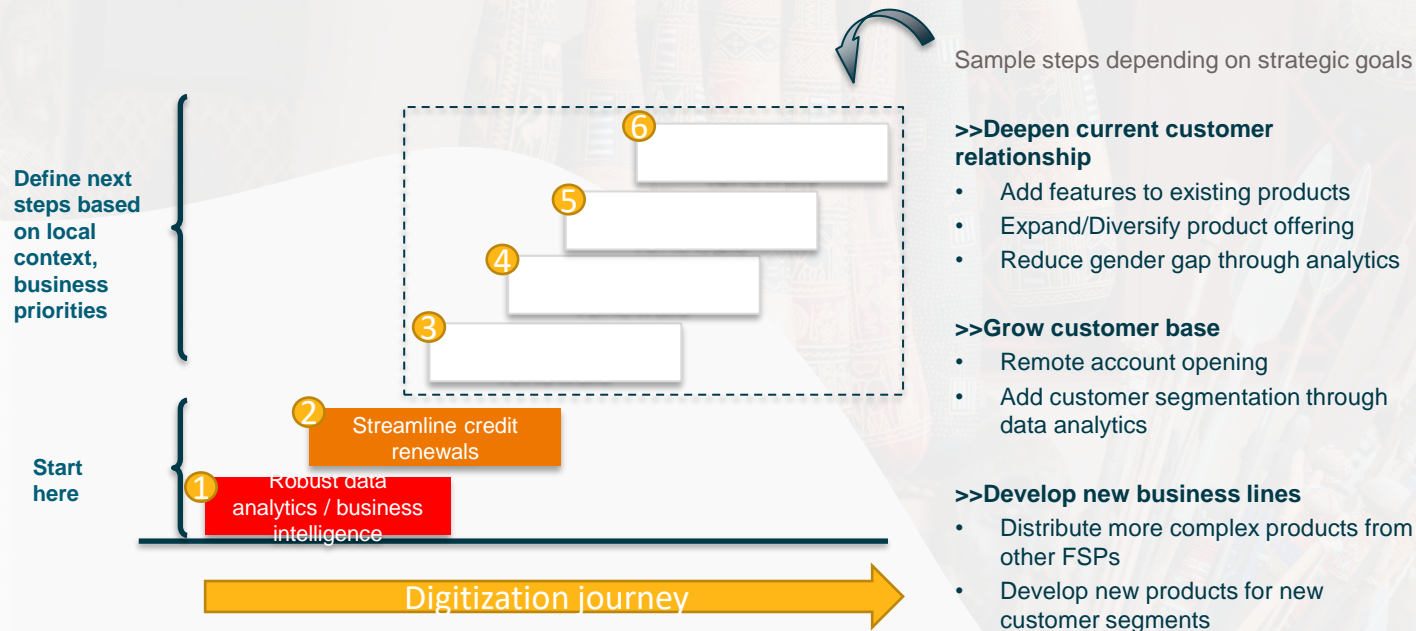 Sample steps depending on strategic goals
>>Deepen current customer
relationship
• Add features to existing products
• Expand/Diversify product offering
• Reduce gender gap through analytics
>>Grow customer base
• Remote account opening
• Add customer segmentation through
data analytics
>>Develop new business lines
• Distribute more complex products from
other FSPs
• Develop new products for new
customer segments
Define next
steps based
on local
context,
business
priorities
6
5
4
3
Start
here
2
Streamline credit
renewals
1
Robust data
analytics / business
intelligence
Digitization journey